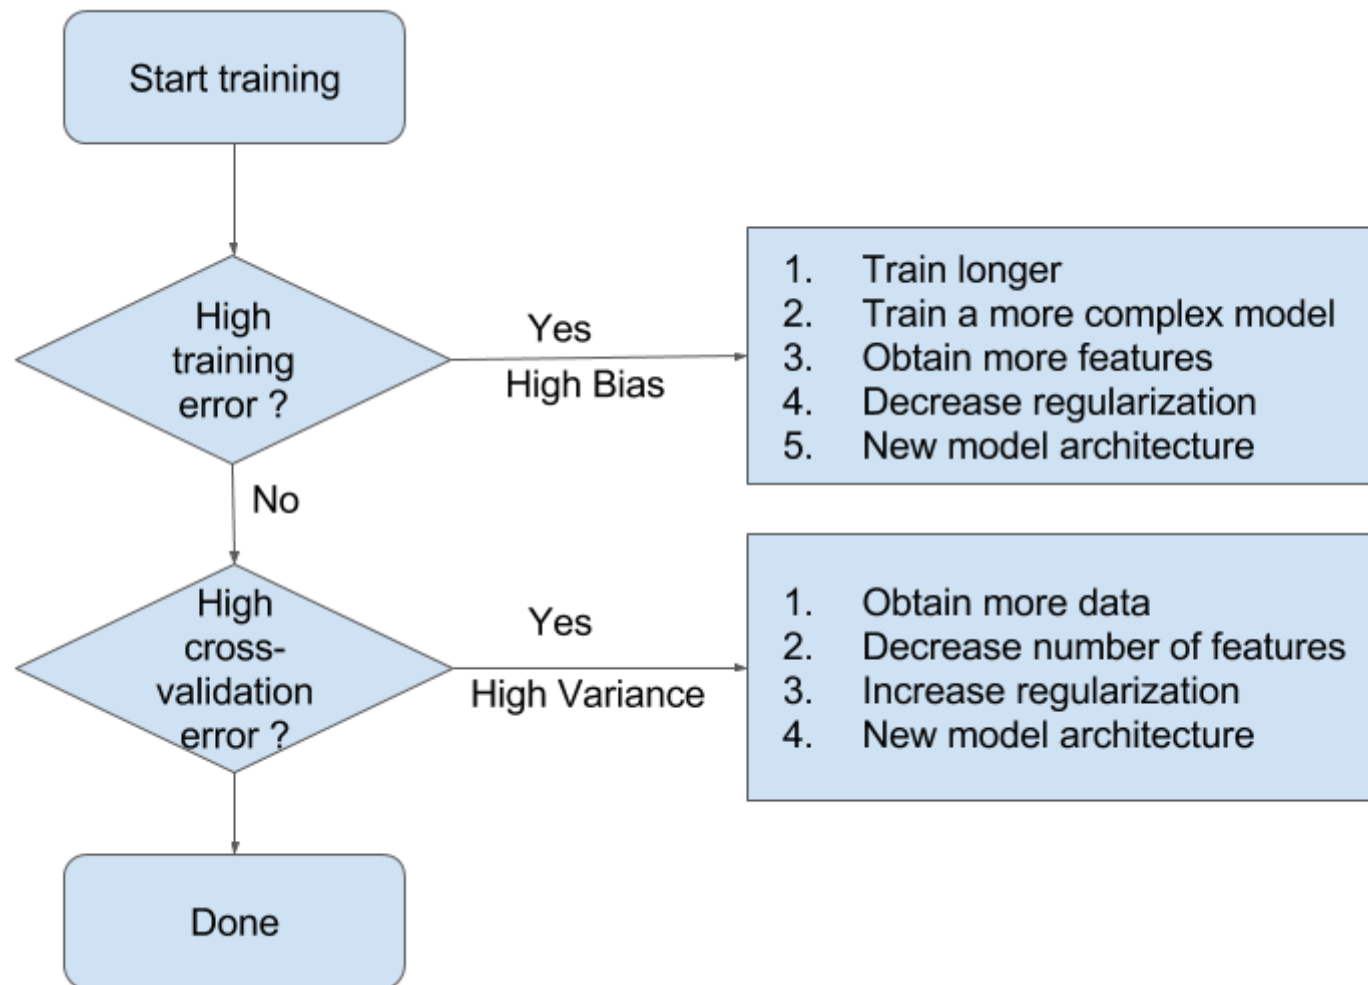 Start training
High
training
error ?
Yes
High Bias
1. Train longer
2. Train a more complex model
3. Obtain more features
4. Decrease regularization
5. New model architecture
No
High
cross-
validation
error ?
Yes
High Variance
1. Obtain more data
2. Decrease number of features
3. Increase regularization
4. New model architecture
Done